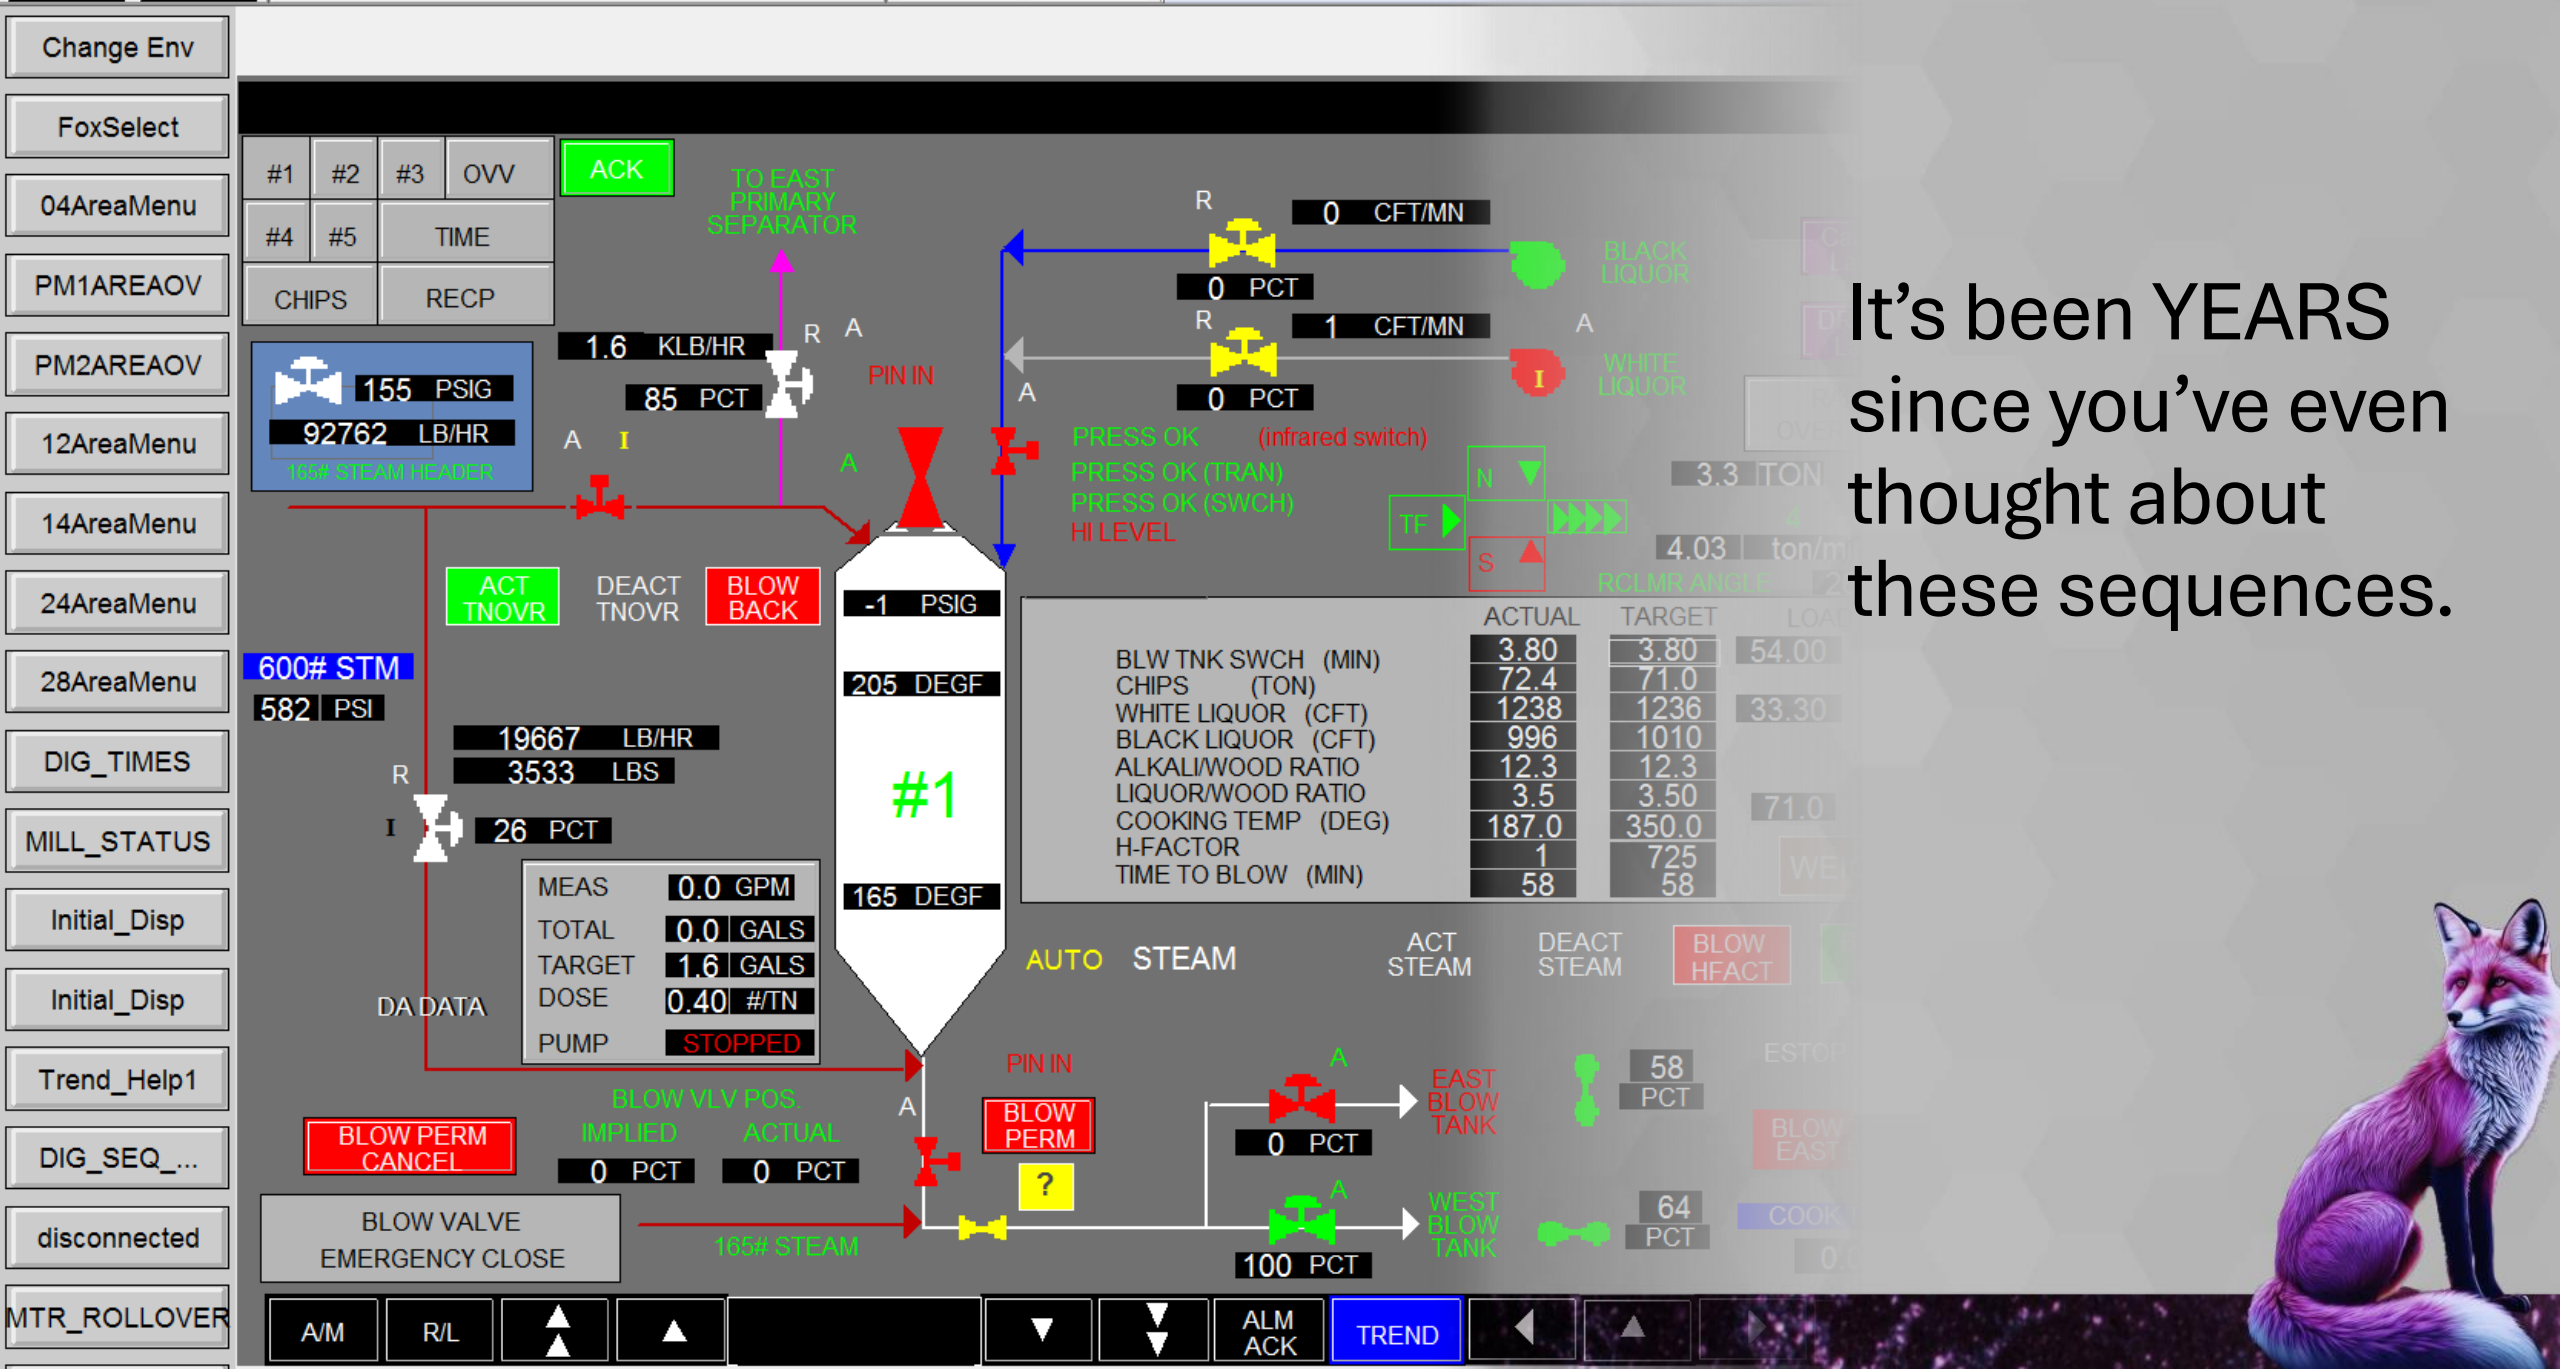 Change Env
FoxSelect
04AreaMenu
PM1AREAOV
PM2AREAOV
12AreaMenu
14AreaMenu
24AreaMenu
28AreaMenu
DIG_TIMES
MILL_STATUS
Initial_Disp
Initial_Disp
Trend_Help1
DIG_SEQ_...
disconnected
MTR_ROLLOVER
#1 #2 #3 OVV
#4 #5 TIME
CHIPS RECP
ACK
TO EAST
PRIMARY
SEPARATOR
155 PSIG
92762 LB/HR
165# STEAM HEADER
1.6 KLB/HR
R A
85 PCT
A I
PIN IN
A
R
0 CFT/MN
0 PCT
BLACK
LIQUOR
R
1 CFT/MN
A
0 PCT
I
WHITE
LIQUOR
A
PRESS OK (infrared switch)
PRESS OK (TRAN)
PRESS OK (SWCH)
HI LEVEL
N
TF
S
3.3 TON
4.03 ton/m
RCLMR ANGLE
ACT
TNOVR
DEACT
TNOVR
BLOW
BACK
600# STM
582 PSI
19667 LB/HR
3533 LBS
R
I
26 PCT
-1 PSIG
205 DEGF
#1
165 DEGF
MEAS 0.0 GPM
TOTAL 0.0 GALS
TARGET 1.6 GALS
DOSE 0.40 #/TN
PUMP STOPPED
DA DATA
ACTUAL TARGET
BLW TNK SWCH (MIN) 3.80 3.80 54.00
CHIPS (TON) 72.4 71.0
WHITE LIQUOR (CFT) 1238 1236 33.30
BLACK LIQUOR (CFT) 996 1010
ALKALI/WOOD RATIO 12.3 12.3
LIQUOR/WOOD RATIO 3.5 3.50 71.0
COOKING TEMP (DEG) 187.0 350.0
H-FACTOR 1 725
TIME TO BLOW (MIN) 58 58
AUTO STEAM
ACT
STEAM
DEACT
STEAM
BLOW
HFACT
BLOW VLV POS.
IMPLIED ACTUAL
0 PCT 0 PCT
BLOW PERM
CANCEL
BLOW VALVE
EMERGENCY CLOSE
165# STEAM
A
PIN IN
BLOW
PERM
?
A
0 PCT
EAST
BLOW
TANK
58
PCT
BLOW
EAST
A
100 PCT
WEST
BLOW
TANK
64
PCT
COOK
A/M
R/L
ALM
ACK
TREND
It's been YEARS
since you've even
thought about
these sequences.